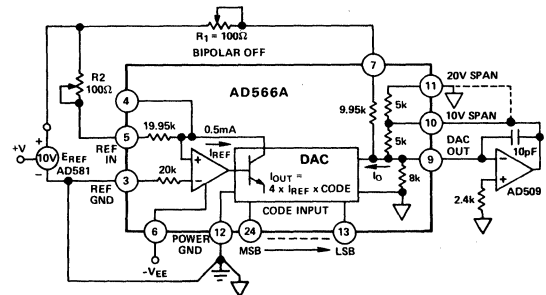 R1 = 100Ω
BIPOLAR OFF
R2
100Ω
7
11
20V SPAN
4
AD566A
9.95k
5k
10
10V SPAN
5
19.95k
0.5mA
5k
DAC
OUT
10pF
+V
10V
+
EREF
AD581
−
REF
IN
IREF
DAC
IO
9
3
20k
IOUT =
4 × IREF × CODE
8k
AD509
REF
GND
CODE INPUT
2.4k
6
POWER
GND
12
24
13
−VEE
MSB
LSB
+
−
−
+